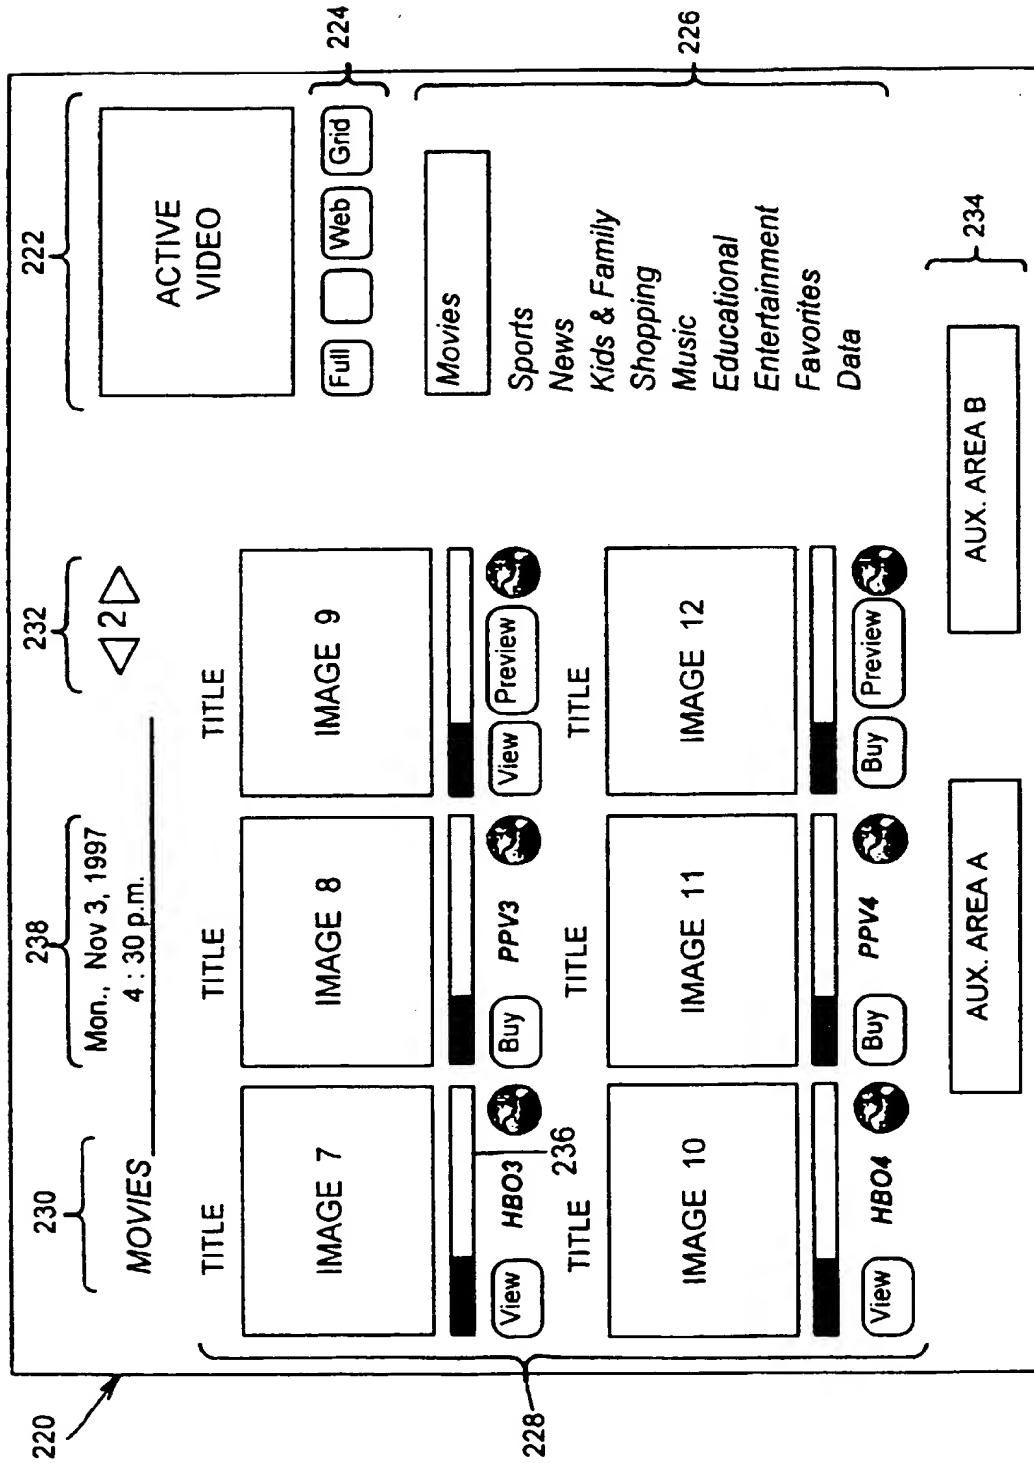 220
230
238
232
222
MOVIES
Mon., Nov 3, 1997
4 : 30 p.m.
2
ACTIVE
VIDEO
Full
Web
Grid
224
TITLE
TITLE
TITLE
IMAGE 7
IMAGE 8
IMAGE 9
View
HBO3
Buy
PPV3
View
Preview
236
228
TITLE
TITLE
TITLE
IMAGE 10
IMAGE 11
IMAGE 12
View
HBO4
Buy
PPV4
Buy
Preview
Movies
Sports
News
Kids & Family
Shopping
Music
Educational
Entertainment
Favorites
Data
226
AUX. AREA A
AUX. AREA B
234